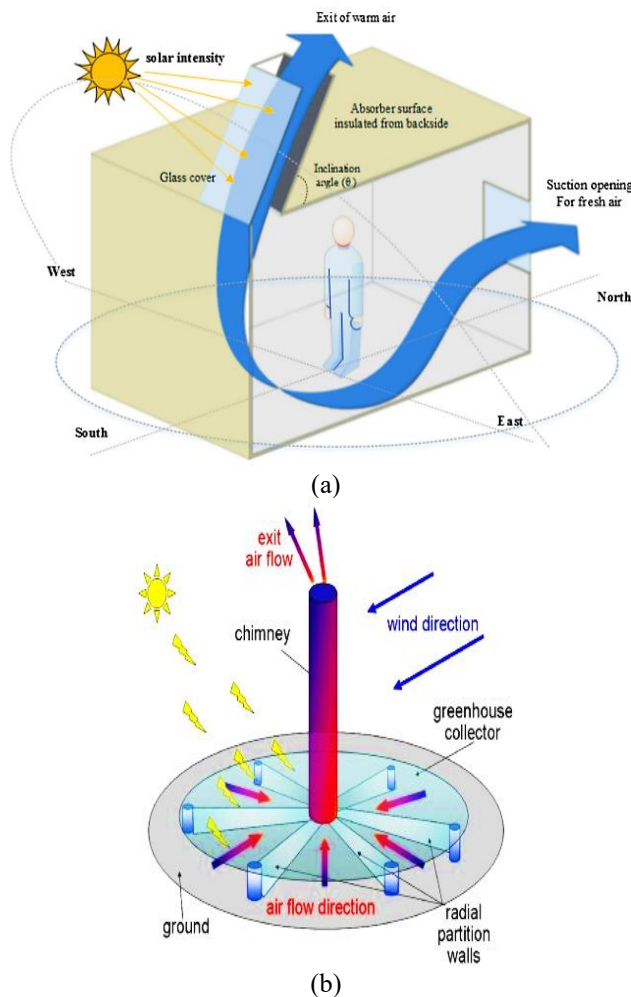 Exit of warm air
solar intensity
Absorber surface
insulated from backside
Glass cover
Inclination
angle (θ)
Suction opening
For fresh air
West
North
South
East
(a)
exit
air flow
chimney
wind direction
greenhouse
collector
air flow direction
ground
radial
partition
walls
(b)